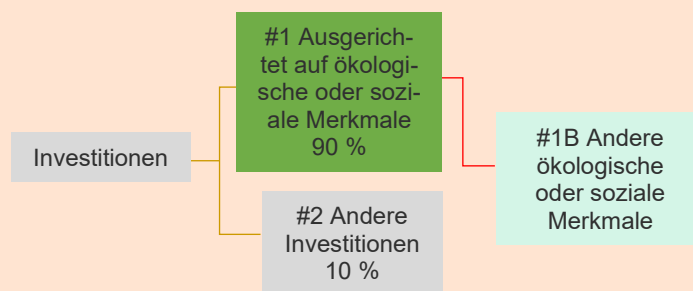 #1 Ausgerich-
tet auf ökologi-
sche oder sozi-
ale Merkmale
90 %
Investitionen
#1B Andere
ökologische
oder soziale
Merkmale
#2 Andere
Investitionen
10 %